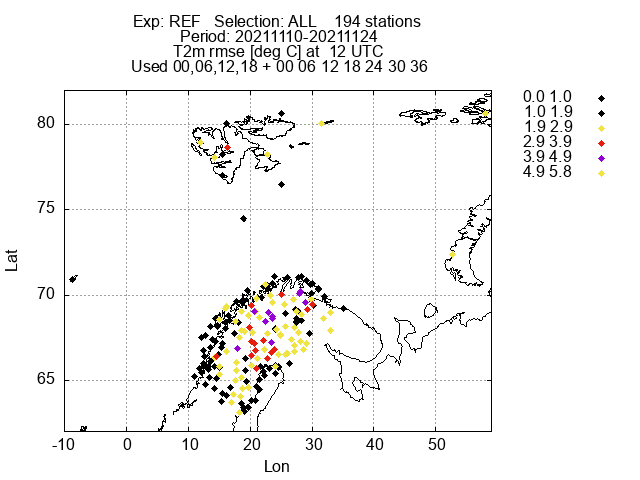 Exp: REF   Selection: ALL    194 stations
Period: 20211110-20211124
T2m rmse [deg C] at  12 UTC
Used 00,06,12,18 + 00 06 12 18 24 30 36
0.0 1.0
1.0 1.9
1.9 2.9
2.9 3.9
3.9 4.9
4.9 5.8
80
75
70
65
Lat
-10 0 10 20 30 40 50
Lon